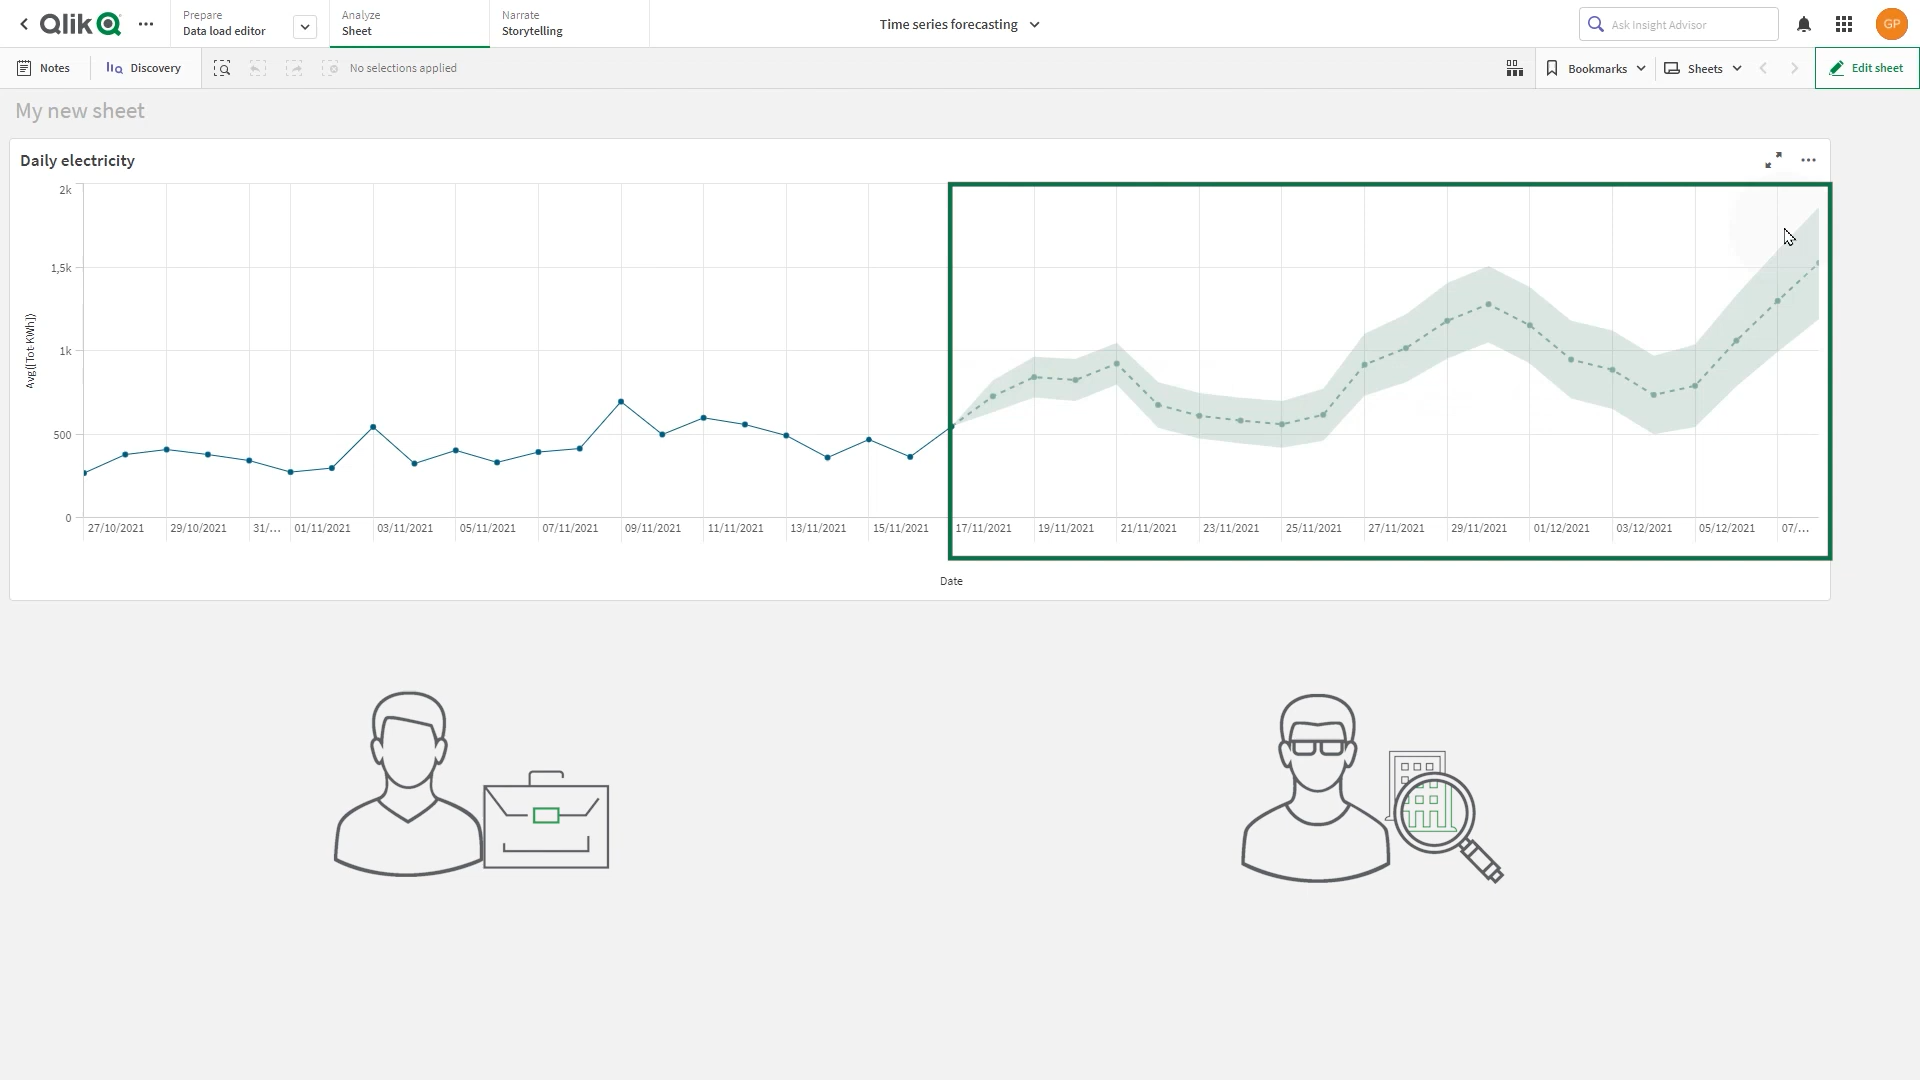 Qlik
Prepare
Data load editor
Analyze
Sheet
Narrate
Storytelling
Time series forecasting
Ask Insight Advisor
GP
Notes
Discovery
No selections applied
Bookmarks
Sheets
Edit sheet
My new sheet
Daily electricity
2k
1,5k
1k
500
0
Avg([Tot-KWh])
27/10/2021
29/10/2021
31/...
01/11/2021
03/11/2021
05/11/2021
07/11/2021
09/11/2021
11/11/2021
13/11/2021
15/11/2021
17/11/2021
19/11/2021
21/11/2021
23/11/2021
25/11/2021
27/11/2021
29/11/2021
01/12/2021
03/12/2021
05/12/2021
07/...
Date